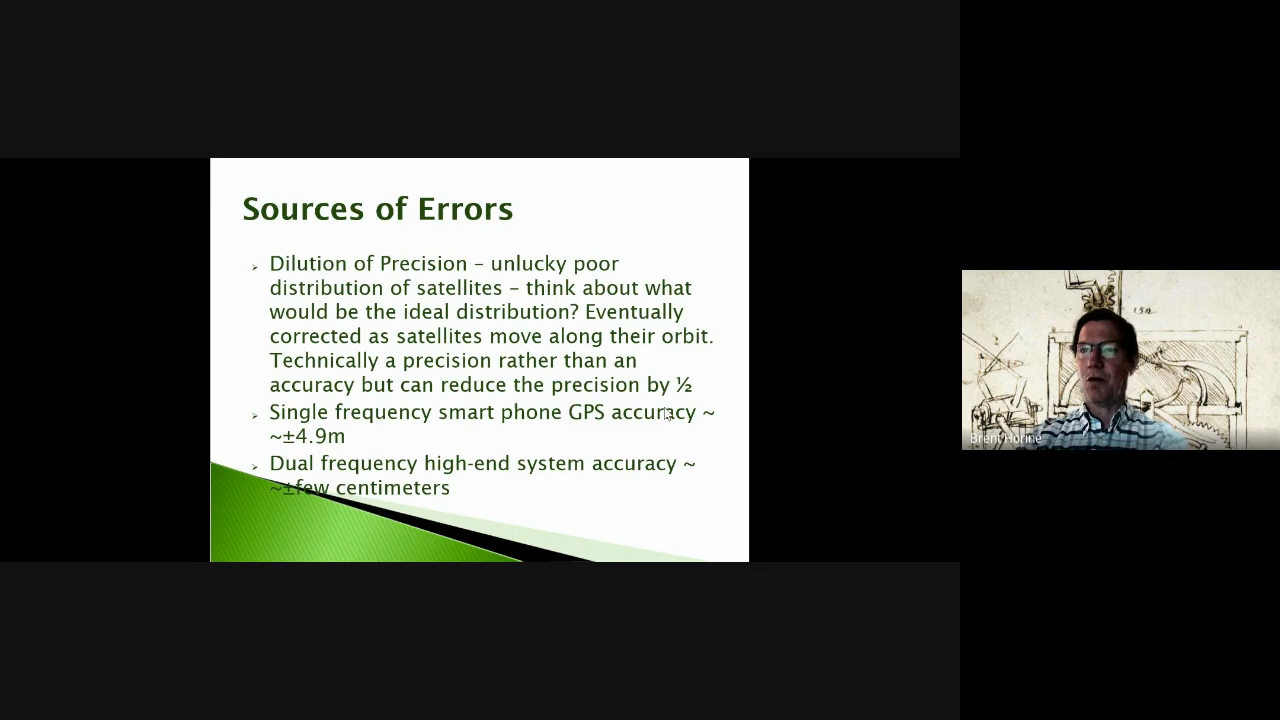 Sources of Errors
Dilution of Precision – unlucky poor
distribution of satellites – think about what
would be the ideal distribution? Eventually
corrected as satellites move along their orbit.
Technically a precision rather than an
accuracy but can reduce the precision by ½
Single frequency smart phone GPS accuracy ~
~±4.9m
Dual frequency high-end system accuracy ~
~±few centimeters
Brent Horine